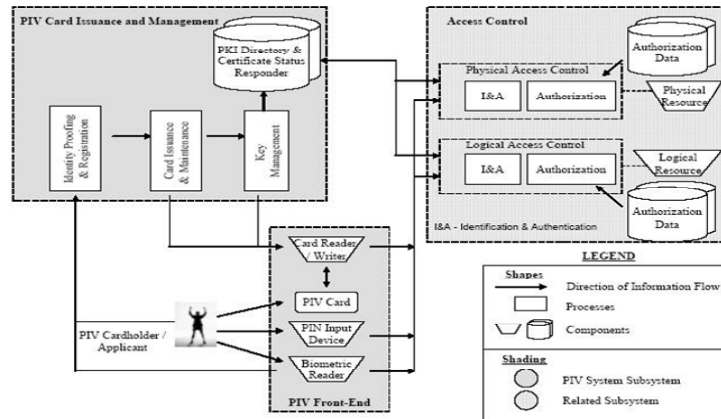 PIV Card Issuance and Management
PKI Directory &
Certificate Status
Responder
Identity Proofing
& Registration
Card Issuance
& Maintenance
Key
Management
Access Control
Authorization
Data
Physical Access Control
I&A
Authorization
Physical
Resource
Logical Access Control
I&A
Authorization
Logical
Resource
Authorization
Data
I&A - Identification & Authentication
Card Reader
/ Writer
PIV Card
PIN Input
Device
Biometric
Reader
PIV Cardholder /
Applicant
PIV Front-End
LEGEND
Shapes
Direction of Information Flow
Processes
Components
Shading
PIV System Subsystem
Related Subsystem